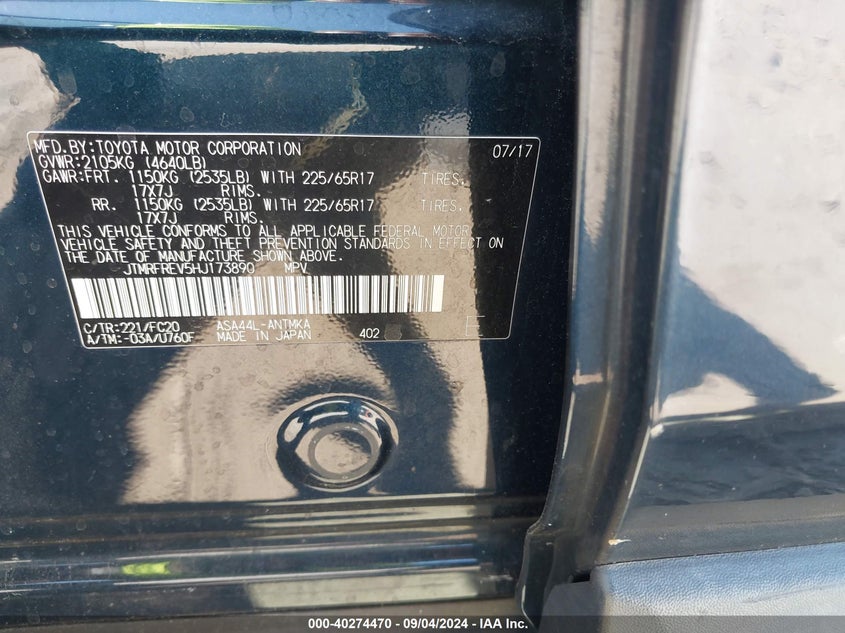 MFD.BY:TOYOTA MOTOR CORPORATION 07/17
GVWR:2105KG (4640LB)
GAWR:FRT. 1150KG (2535LB) WITH 225/65R17 TIRES.
17X7J RIMS.
RR. 1150KG (2535LB) WITH 225/65R17 TIRES.
17X7J RIMS.
THIS VEHICLE CONFORMS TO ALL APPLICABLE FEDERAL MOTOR
VEHICLE SAFETY AND THEFT PREVENTION STANDARDS IN EFFECT ON
THE DATE OF MANUFACTURE SHOWN ABOVE.
JTMRFREV5HJ173890 MPV
C/TR:221/FC20 ASA44L-ANTMKA
A/TM:-03A/U760F MADE IN JAPAN 402 E
000-40274470 - 09/04/2024 - IAA Inc.